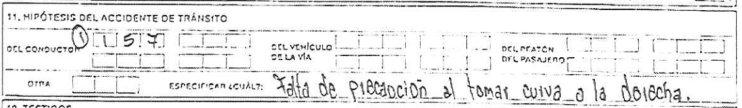 11. HIPÓTESIS DEL ACCIDENTE DE TRÁNSITO
DEL CONDUCTOR 1 157 DEL VEHÍCULO DEL PEATÓN
DE LA VÍA DEL PASAJERO
OTRA ESPECIFICAR ¿CUÁL?: Falta de precaución al tomar curva a la derecha.